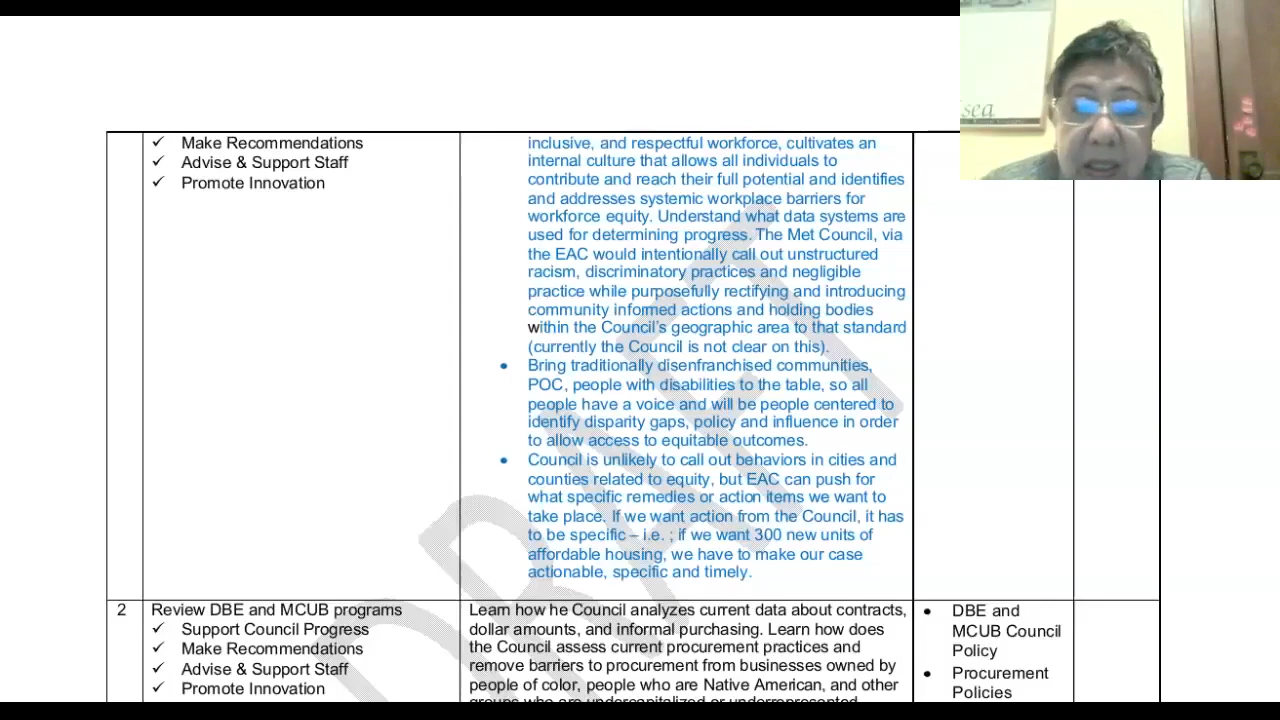 sea
✓ Make Recommendations
✓ Advise & Support Staff
✓ Promote Innovation
inclusive, and respectful workforce, cultivates an
internal culture that allows all individuals to
contribute and reach their full potential and identifies
and addresses systemic workplace barriers for
workforce equity. Understand what data systems are
used for determining progress. The Met Council, via
the EAC would intentionally call out unstructured
racism, discriminatory practices and negligible
practice while purposefully rectifying and introducing
community informed actions and holding bodies
within the Council's geographic area to that standard
(currently the Council is not clear on this).
• Bring traditionally disenfranchised communities,
POC, people with disabilities to the table, so all
people have a voice and will be people centered to
identify disparity gaps, policy and influence in order
to allow access to equitable outcomes.
• Council is unlikely to call out behaviors in cities and
counties related to equity, but EAC can push for
what specific remedies or action items we want to
take place. If we want action from the Council, it has
to be specific – i.e. ; if we want 300 new units of
affordable housing, we have to make our case
actionable, specific and timely.
2
Review DBE and MCUB programs
✓ Support Council Progress
✓ Make Recommendations
✓ Advise & Support Staff
✓ Promote Innovation
Learn how he Council analyzes current data about contracts,
dollar amounts, and informal purchasing. Learn how does
the Council assess current procurement practices and
remove barriers to procurement from businesses owned by
people of color, people who are Native American, and other
groups who are undercapitalized or underrepresented
• DBE and
MCUB Council
Policy
• Procurement
Policies
DRAFT